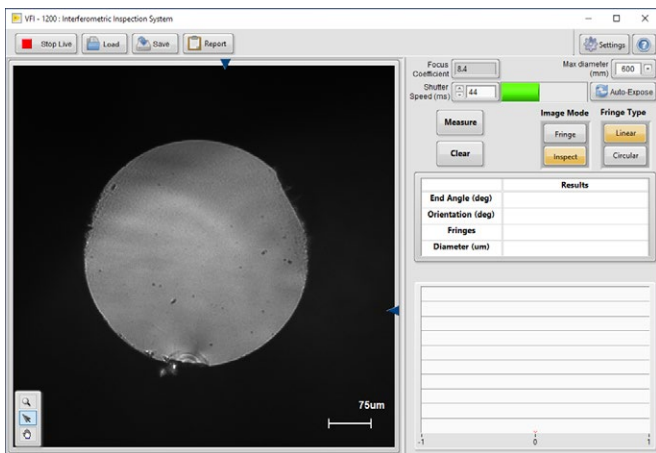 VFI - 1200 : Interferometric Inspection System
Stop Live Load Save Report Settings
Focus Coefficient 8.4 Max diameter (mm) 600
Shutter Speed (ms) 44 Auto-Expose
Measure Image Mode Fringe Type
Fringe Linear
Clear Inspect Circular
Results
End Angle (deg)
Orientation (deg)
Fringes
Diameter (um)
75um
-1 0 1